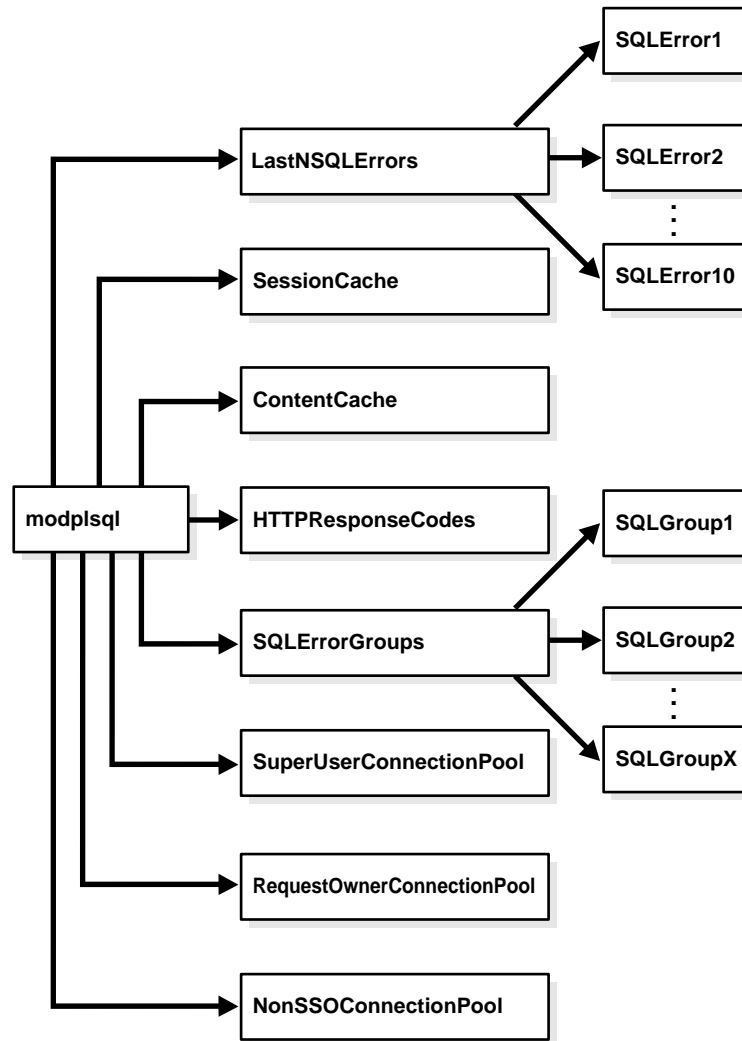 SQLError1
LastNSQLErrors
SQLError2
SessionCache
SQLError10
ContentCache
modplsql
HTTPResponseCodes
SQLGroup1
SQLErrorGroups
SQLGroup2
SuperUserConnectionPool
SQLGroupX
RequestOwnerConnectionPool
NonSSOConnectionPool